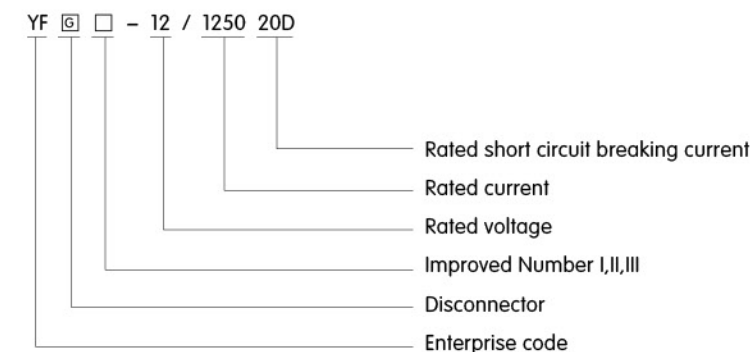 YF G □ – 12 / 1250 20D
Rated short circuit breaking current
Rated current
Rated voltage
Improved Number I,II,III
Disconnector
Enterprise code